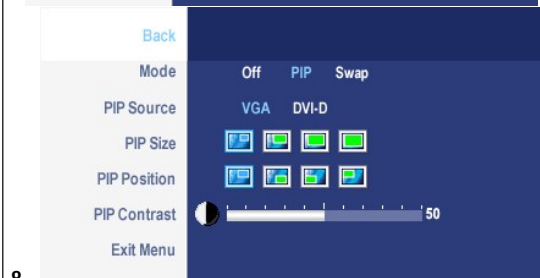 Back
Mode Off PIP Swap
PIP Source VGA DVI-D
PIP Size
PIP Position
PIP Contrast 50
Exit Menu